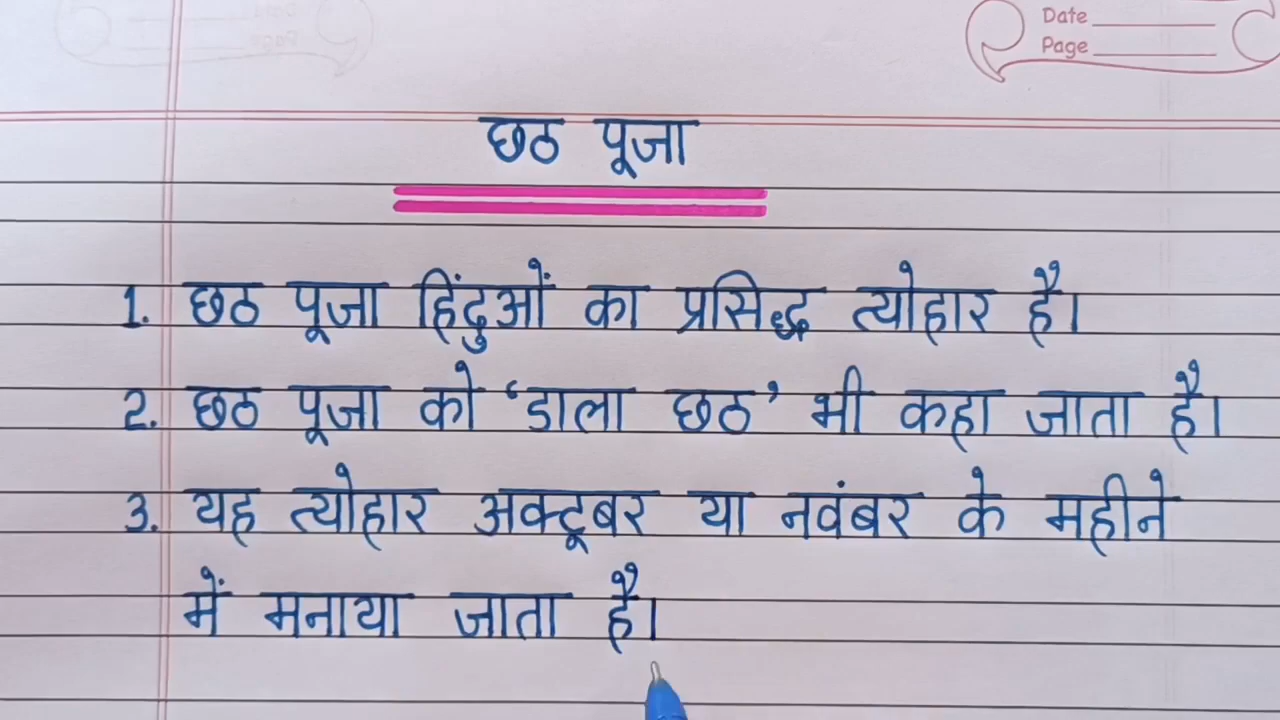 Date
Page
छठ पूजा
1. छठ पूजा हिंदुओं का प्रसिद्ध त्योहार है।
2. छठ पूजा को ‘डाला छठ’ भी कहा जाता है।
3. यह त्योहार अक्टूबर या नवंबर के महीने
में मनाया जाता है।